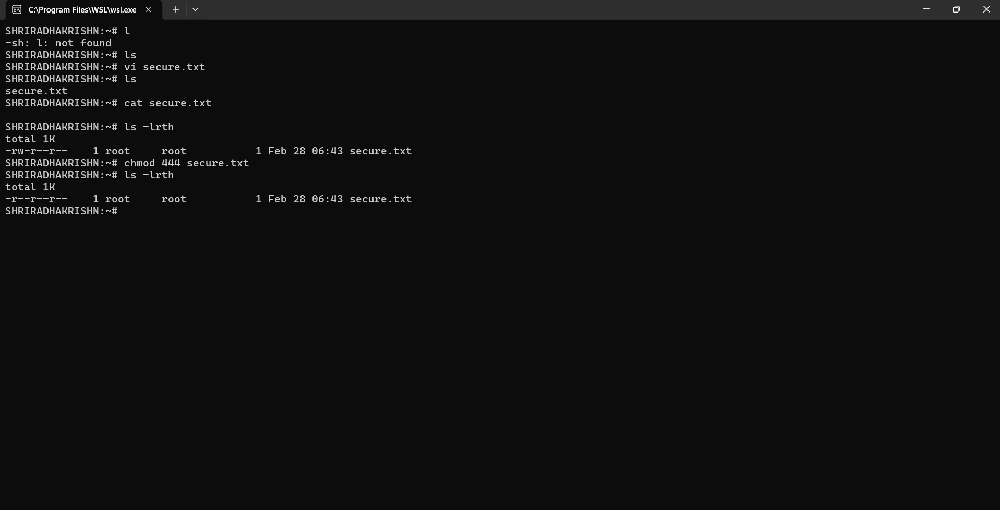 C:\Program Files\WSL\wsl.exe
SHRIRADHAKRISHN:~# l
-sh: l: not found
SHRIRADHAKRISHN:~# ls
SHRIRADHAKRISHN:~# vi secure.txt
SHRIRADHAKRISHN:~# ls
secure.txt
SHRIRADHAKRISHN:~# cat secure.txt
SHRIRADHAKRISHN:~# ls -lrth
total 1K
-rw-r--r--    1 root     root           1 Feb 28 06:43 secure.txt
SHRIRADHAKRISHN:~# chmod 444 secure.txt
SHRIRADHAKRISHN:~# ls -lrth
total 1K
-r--r--r--    1 root     root           1 Feb 28 06:43 secure.txt
SHRIRADHAKRISHN:~#